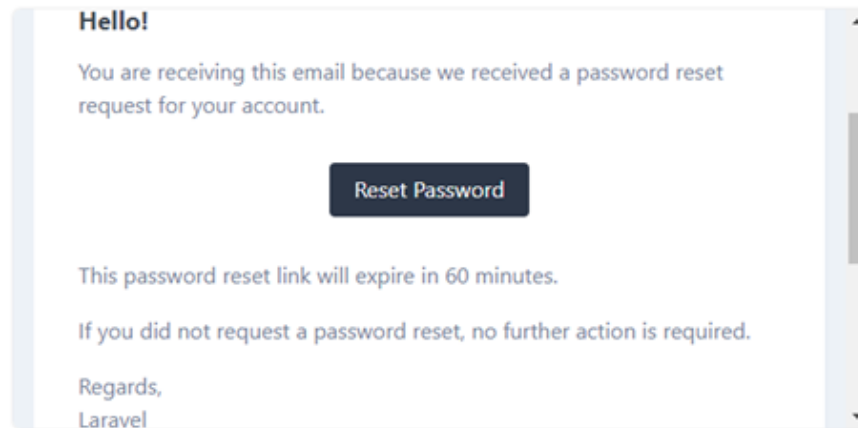 Hello!
You are receiving this email because we received a password reset
request for your account.
Reset Password
This password reset link will expire in 60 minutes.
If you did not request a password reset, no further action is required.
Regards,
Laravel